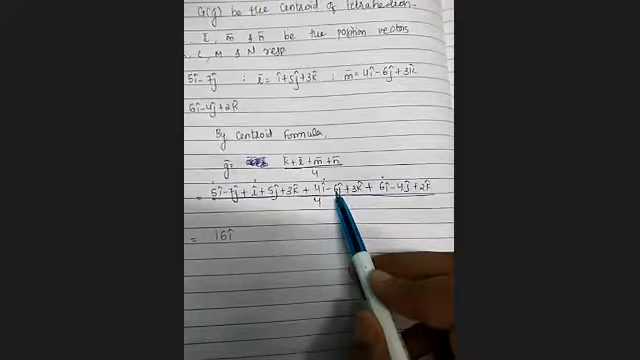 G(g̅) be the Centroid of tetrahedron.
l̅, m̅ & n̅ be the position vectors
, L, M & N resp
5î-7ĵ ; l̅ = î+5ĵ+3k̂ ; m̅ = 4î-6ĵ+3k̂
6î-4ĵ+2k̂
By centroid formula,
g̅ = k̅+l̅+m̅+n̅ / 4
= 5î-7ĵ + î+5ĵ+3k̂ + 4î-6ĵ+3k̂ + 6î-4ĵ+2k̂ / 4
= 16î